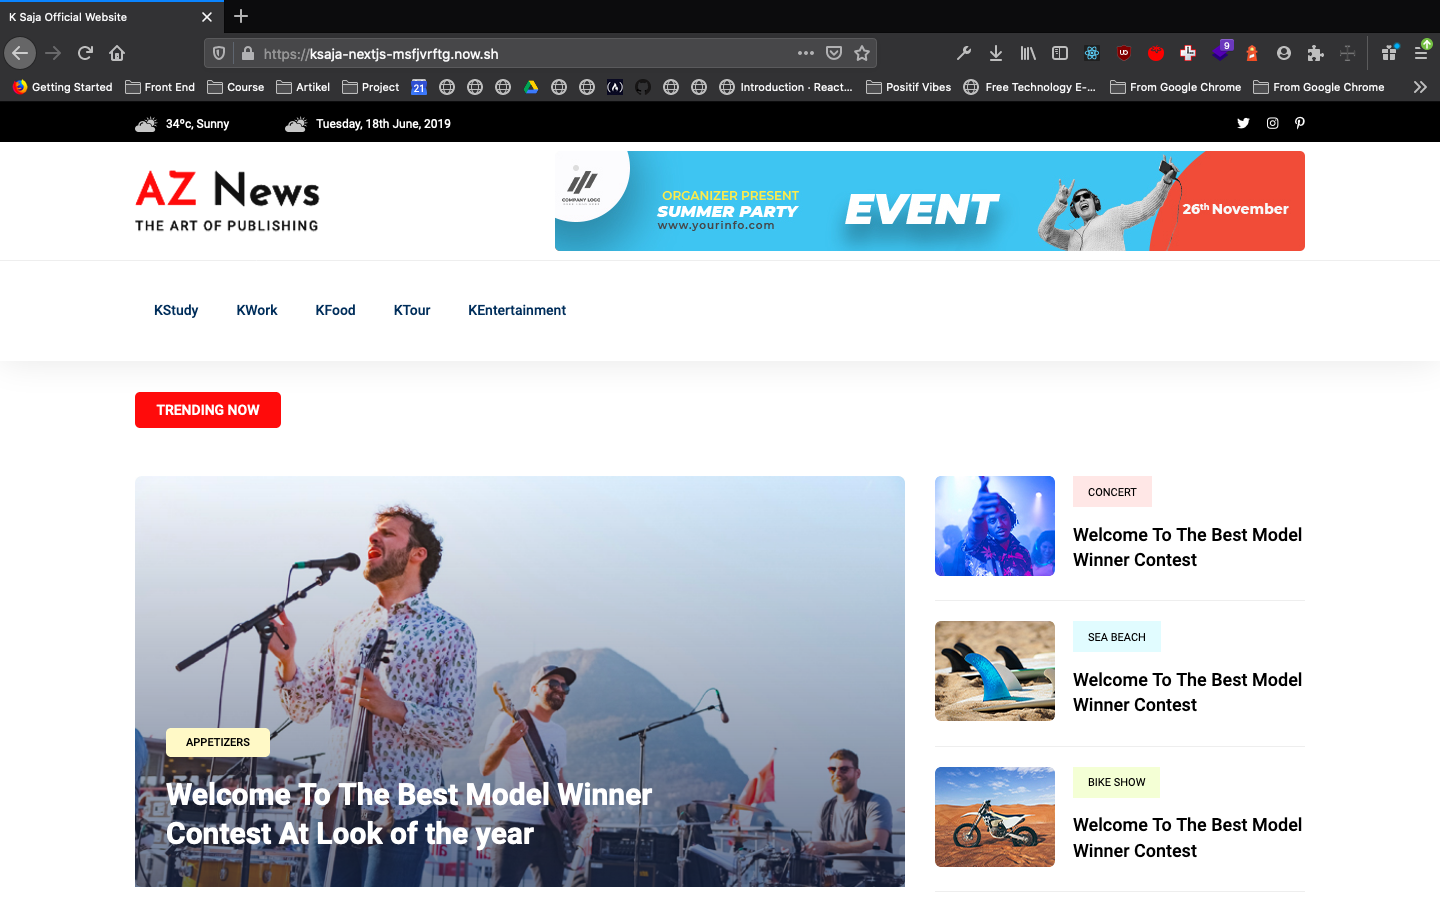 K Saja Official Website
https://ksaja-nextjs-msfjvrftg.now.sh
9
Getting Started
Front End
Course
Artikel
Project
21
Introduction · React...
Positif Vibes
Free Technology E-...
From Google Chrome
From Google Chrome
34ºc, Sunny
Tuesday, 18th June, 2019
AZ News
THE ART OF PUBLISHING
COMPANY LOGO
ORGANIZER PRESENT
SUMMER PARTY
www.yourinfo.com
EVENT
26th November
KStudy
KWork
KFood
KTour
KEntertainment
TRENDING NOW
APPETIZERS
Welcome To The Best Model Winner
Contest At Look of the year
CONCERT
Welcome To The Best Model
Winner Contest
SEA BEACH
Welcome To The Best Model
Winner Contest
BIKE SHOW
Welcome To The Best Model
Winner Contest